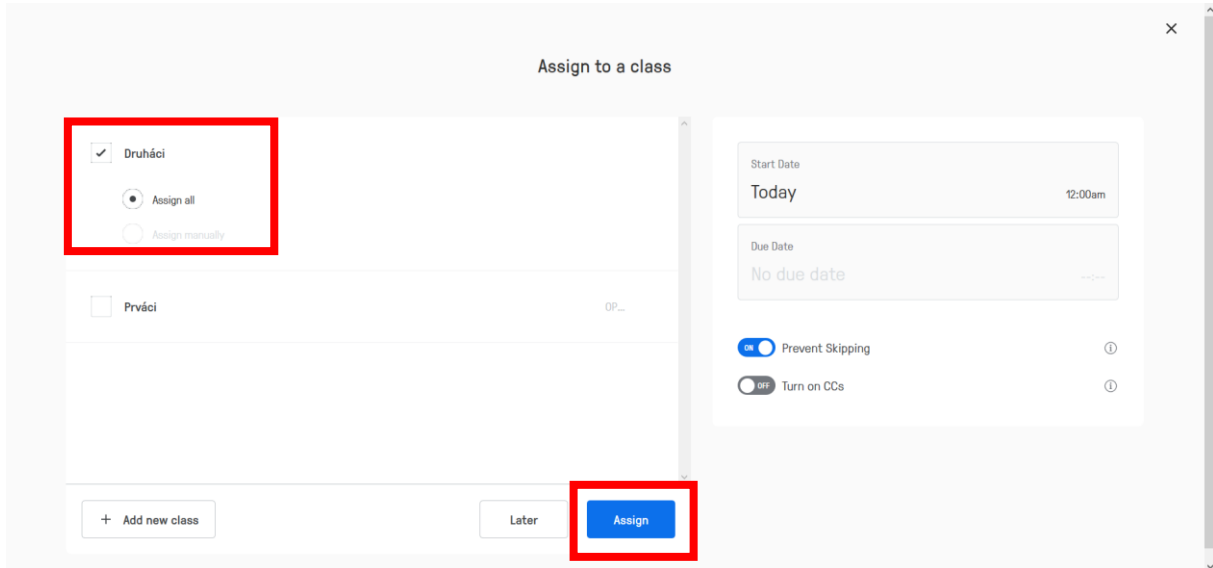 Assign to a class
Druháci
Assign all
Assign manually
Prváci
OP...
+ Add new class
Later
Assign
Start Date
Today
12:00am
Due Date
No due date
--:--
ON
Prevent Skipping
OFF
Turn on CCs